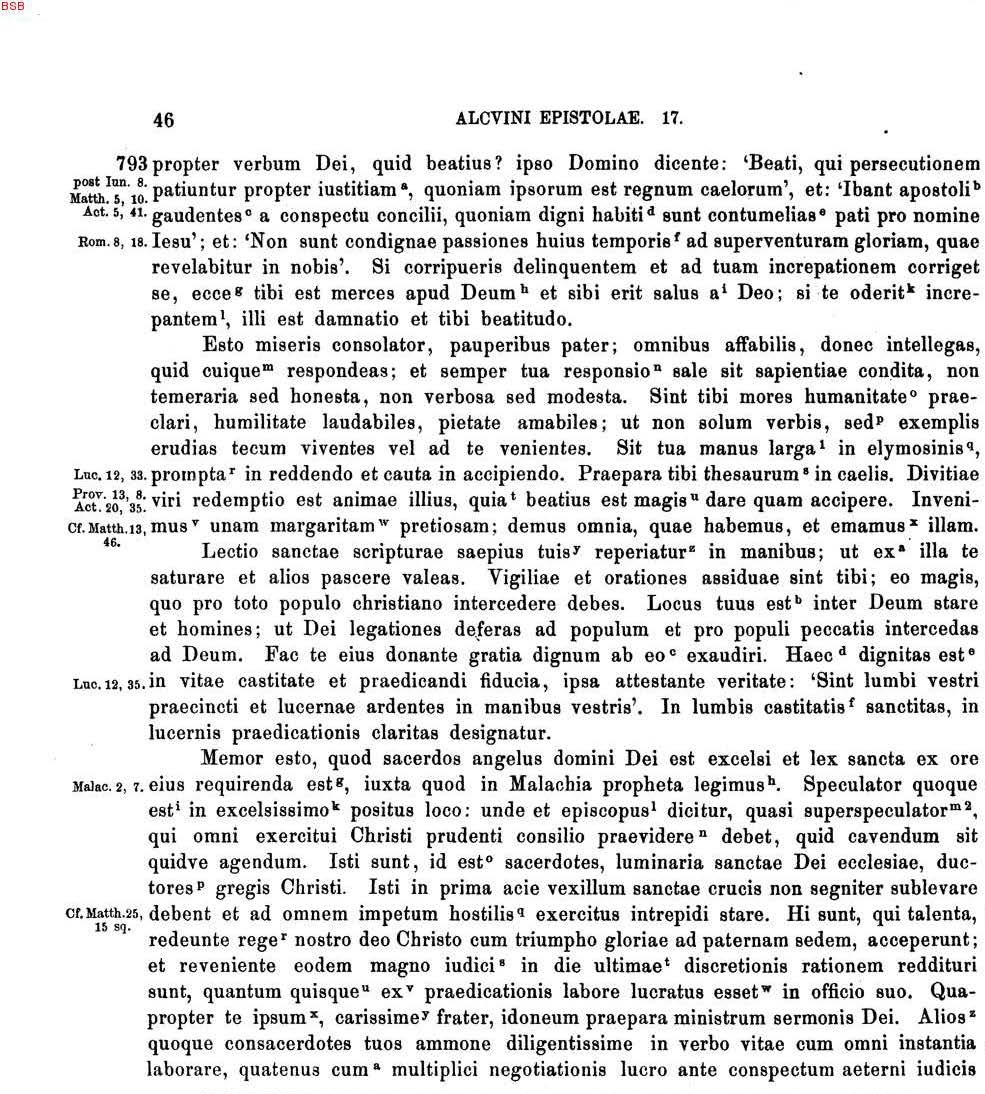 BSB
46 ALCVINI EPISTOLAE. 17.
793 propter verbum Dei, quid beatius? ipso Domino dicente: ‘Beati, qui persecutionem
post Iun. 8.
Matth. 5, 10. patiuntur propter iustitiam ᵃ, quoniam ipsorum est regnum caelorum’, et: ‘Ibant apostoli ᵇ
Act. 5, 41. gaudentes ᶜ a conspectu concilii, quoniam digni habiti ᵈ sunt contumelias ᵉ pati pro nomine
Rom. 8, 18. Iesu’; et: ‘Non sunt condignae passiones huius temporis ᶠ ad superventuram gloriam, quae
revelabitur in nobis’. Si corripueris delinquentem et ad tuam increpationem corriget
se, ecce ᵍ tibi est merces apud Deum ʰ et sibi erit salus a ⁱ Deo; si te oderit ᵏ incre-
pantem ˡ, illi est damnatio et tibi beatitudo.
Esto miseris consolator, pauperibus pater; omnibus affabilis, donec intellegas,
quid cuique ᵐ respondeas; et semper tua responsio ⁿ sale sit sapientiae condita, non
temeraria sed honesta, non verbosa sed modesta. Sint tibi mores humanitate ᵒ prae-
clari, humilitate laudabiles, pietate amabiles; ut non solum verbis, sed ᵖ exemplis
erudias tecum viventes vel ad te venientes. Sit tua manus larga ¹ in elymosinis ᑫ,
Luc. 12, 33. prompta ʳ in reddendo et cauta in accipiendo. Praepara tibi thesaurum ˢ in caelis. Divitiae
Prov. 13, 8.
Act. 20, 35. viri redemptio est animae illius, quia ᵗ beatius est magis ᵘ dare quam accipere. Inveni-
Cf. Matth. 13, mus ᵛ unam margaritam ʷ pretiosam; demus omnia, quae habemus, et emamus ˣ illam.
46.
Lectio sanctae scripturae saepius tuis ʸ reperiatur ᶻ in manibus; ut ex ᵃ illa te
saturare et alios pascere valeas. Vigiliae et orationes assiduae sint tibi; eo magis,
quo pro toto populo christiano intercedere debes. Locus tuus est ᵇ inter Deum stare
et homines; ut Dei legationes deferas ad populum et pro populi peccatis intercedas
ad Deum. Fac te eius donante gratia dignum ab eo ᶜ exaudiri. Haec ᵈ dignitas est ᵉ
Luc. 12, 35. in vitae castitate et praedicandi fiducia, ipsa attestante veritate: ‘Sint lumbi vestri
praecincti et lucernae ardentes in manibus vestris’. In lumbis castitatis ᶠ sanctitas, in
lucernis praedicationis claritas designatur.
Memor esto, quod sacerdos angelus domini Dei est excelsi et lex sancta ex ore
Malac. 2, 7. eius requirenda est ᵍ, iuxta quod in Malachia propheta legimus ʰ. Speculator quoque
est ⁱ in excelsissimo ᵏ positus loco: unde et episcopus ˡ dicitur, quasi superspeculator ᵐ ²,
qui omni exercitui Christi prudenti consilio praevidere ⁿ debet, quid cavendum sit
quidve agendum. Isti sunt, id est ᵒ sacerdotes, luminaria sanctae Dei ecclesiae, duc-
tores ᵖ gregis Christi. Isti in prima acie vexillum sanctae crucis non segniter sublevare
Cf. Matth. 25, debent et ad omnem impetum hostilis ᑫ exercitus intrepidi stare. Hi sunt, qui talenta,
15 sq.
redeunte rege ʳ nostro deo Christo cum triumpho gloriae ad paternam sedem, acceperunt;
et reveniente eodem magno iudici ˢ in die ultimae ᵗ discretionis rationem reddituri
sunt, quantum quisque ᵘ ex ᵛ praedicationis labore lucratus esset ʷ in officio suo. Qua-
propter te ipsum ˣ, carissime ʸ frater, idoneum praepara ministrum sermonis Dei. Alios ᶻ
quoque consacerdotes tuos ammone diligentissime in verbo vitae cum omni instantia
laborare, quatenus cum ᵃ multiplici negotiationis lucro ante conspectum aeterni iudicis